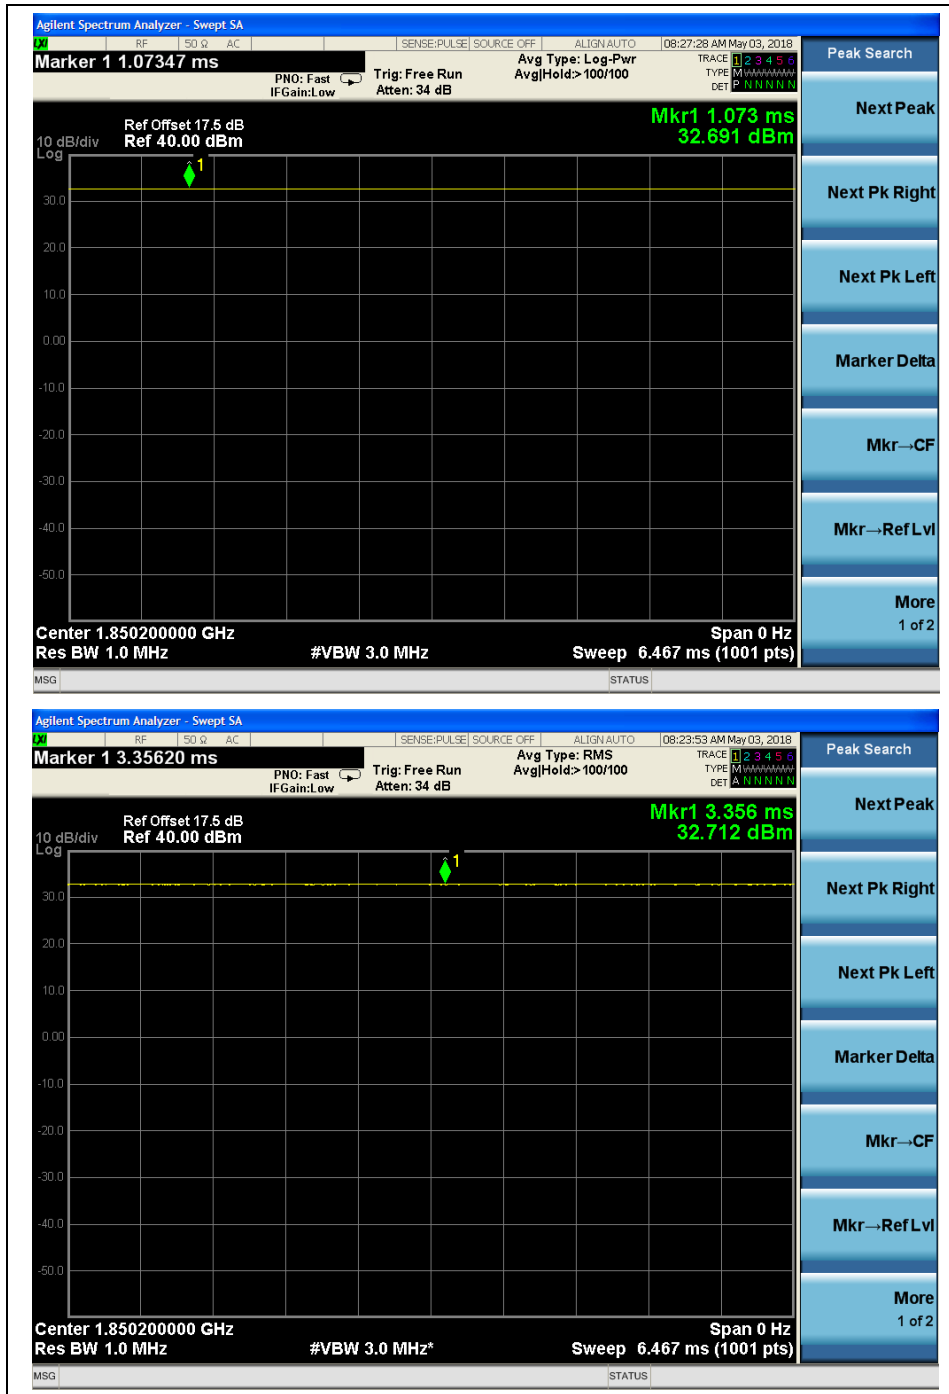 Agilent Spectrum Analyzer - Swept SA
LXI RF 50 Ω AC SENSE:PULSE SOURCE OFF ALIGN AUTO 08:27:28 AM May 03, 2018
Marker 1 1.07347 ms
PNO: Fast
IFGain:Low
Trig: Free Run
Atten: 34 dB
Avg Type: Log-Pwr
Avg|Hold:>100/100
TRACE 1 2 3 4 5 6
TYPE MWWWWW
DET P N N N N N
Mkr1 1.073 ms
32.691 dBm
Ref Offset 17.5 dB
10 dB/div Ref 40.00 dBm
Log
1
30.0
20.0
10.0
0.00
-10.0
-20.0
-30.0
-40.0
-50.0
Center 1.850200000 GHz Span 0 Hz
Res BW 1.0 MHz #VBW 3.0 MHz Sweep 6.467 ms (1001 pts)
MSG STATUS
Peak Search
Next Peak
Next Pk Right
Next Pk Left
Marker Delta
Mkr→CF
Mkr→Ref Lvl
More
1 of 2
Agilent Spectrum Analyzer - Swept SA
LXI RF 50 Ω AC SENSE:PULSE SOURCE OFF ALIGN AUTO 08:23:53 AM May 03, 2018
Marker 1 3.35620 ms
PNO: Fast
IFGain:Low
Trig: Free Run
Atten: 34 dB
Avg Type: RMS
Avg|Hold:>100/100
TRACE 1 2 3 4 5 6
TYPE MWWWWW
DET A N N N N N
Mkr1 3.356 ms
32.712 dBm
Ref Offset 17.5 dB
10 dB/div Ref 40.00 dBm
Log
1
30.0
20.0
10.0
0.00
-10.0
-20.0
-30.0
-40.0
-50.0
Center 1.850200000 GHz Span 0 Hz
Res BW 1.0 MHz #VBW 3.0 MHz* Sweep 6.467 ms (1001 pts)
MSG STATUS
Peak Search
Next Peak
Next Pk Right
Next Pk Left
Marker Delta
Mkr→CF
Mkr→Ref Lvl
More
1 of 2